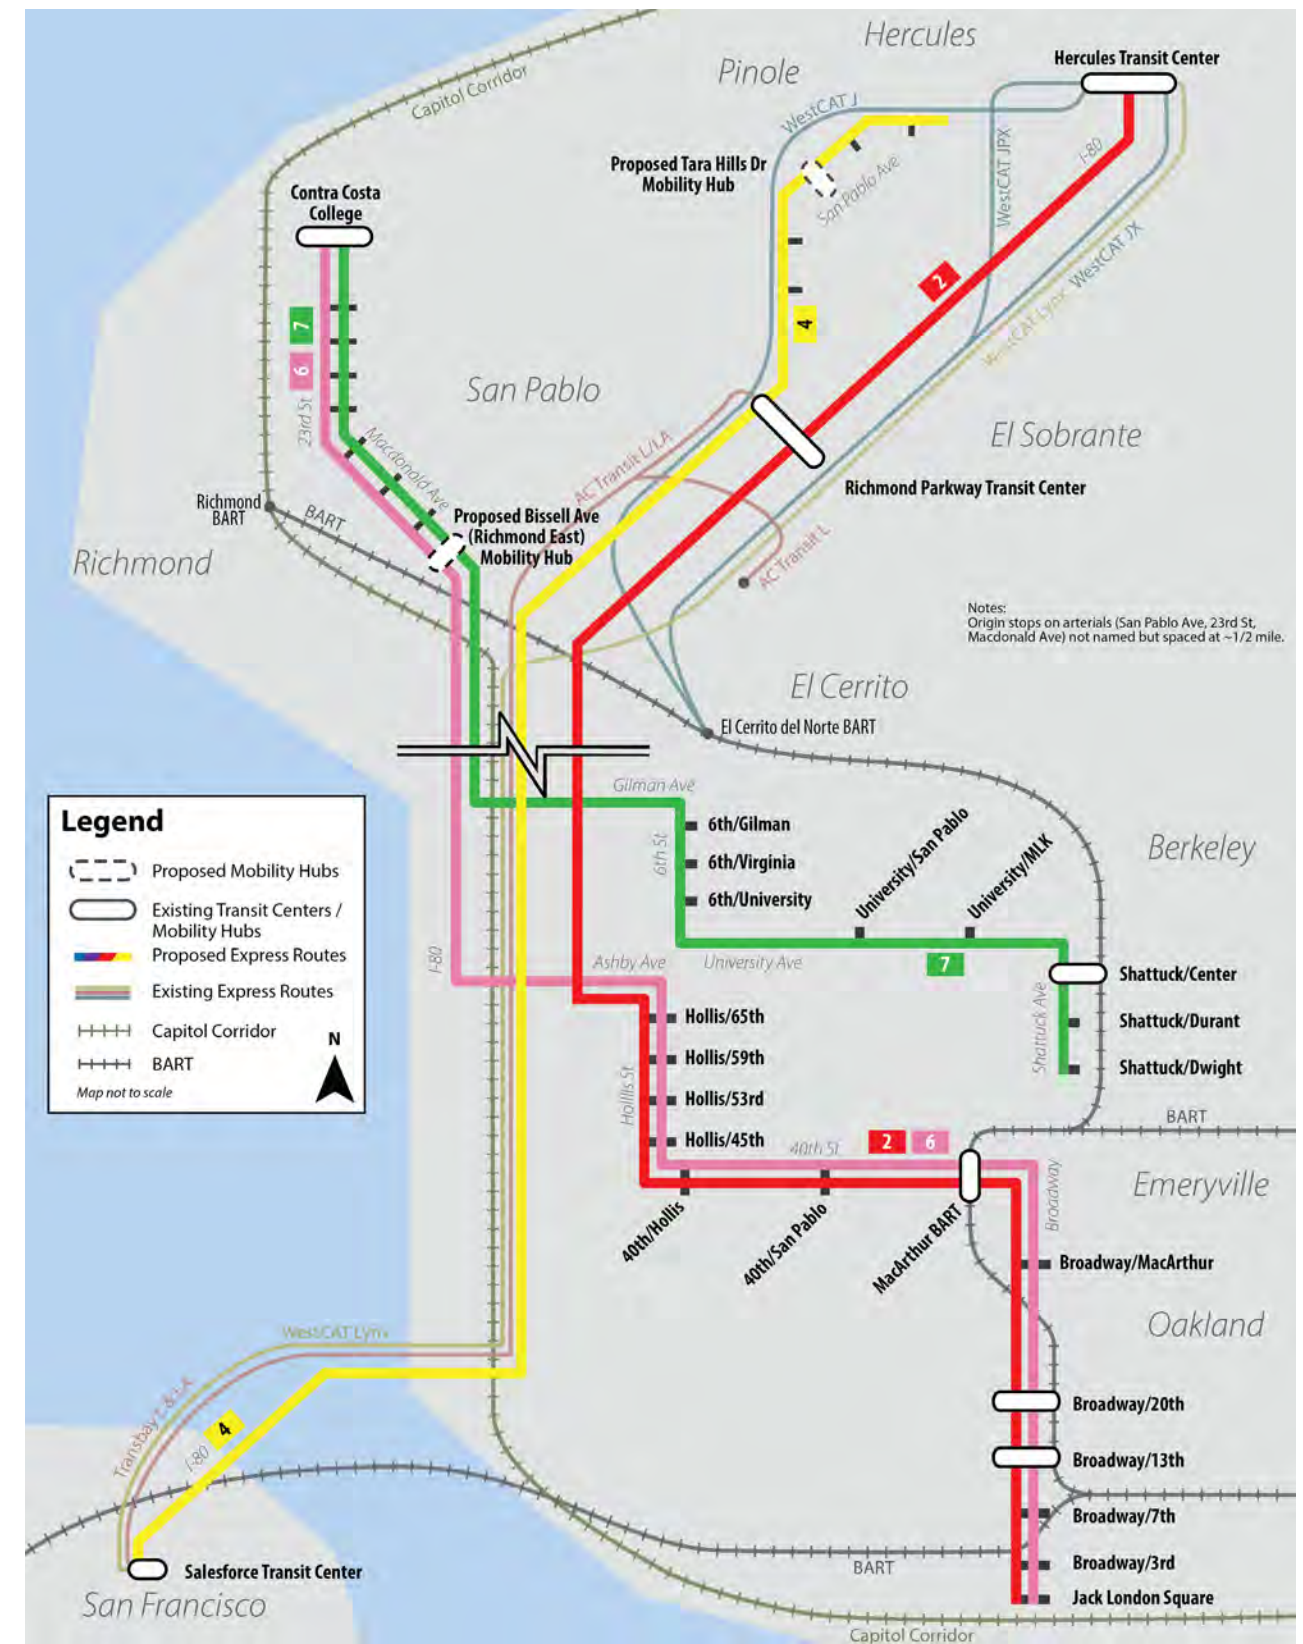 Hercules
Pinole
Hercules Transit Center
Capitol Corridor
WestCAT J
WestCAT JPX
I-80
Proposed Tara Hills Dr
Mobility Hub
San Pablo Ave
Contra Costa
College
WestCAT JX
2
WestCAT Lynx
7
4
6
San Pablo
23rd St
Macdonald Ave
El Sobrante
AC Transit L/LA
Richmond Parkway Transit Center
Richmond
BART
BART
Proposed Bissell Ave
(Richmond East)
Mobility Hub
Richmond
AC Transit L
Notes:
Origin stops on arterials (San Pablo Ave, 23rd St,
Macdonald Ave) not named but spaced at ~1/2 mile.
El Cerrito
El Cerrito del Norte BART
Gilman Ave
Legend
Proposed Mobility Hubs
Existing Transit Centers /
Mobility Hubs
Proposed Express Routes
Existing Express Routes
Capitol Corridor
BART
N
Map not to scale
6th St
6th/Gilman
6th/Virginia
6th/University
University/San Pablo
University/MLK
Berkeley
I-80
Ashby Ave
University Ave
7
Shattuck/Center
Shattuck Ave
Shattuck/Durant
Shattuck/Dwight
Hollis St
Hollis/65th
Hollis/59th
Hollis/53rd
Hollis/45th
BART
40th St
2
6
Emeryville
40th/Hollis
40th/San Pablo
MacArthur BART
Broadway
Broadway/MacArthur
Oakland
WestCAT Lynx
Transbay L & LA
I-80
4
Broadway/20th
Broadway/13th
Broadway/7th
BART
Broadway/3rd
Jack London Square
Salesforce Transit Center
San Francisco
Capitol Corridor